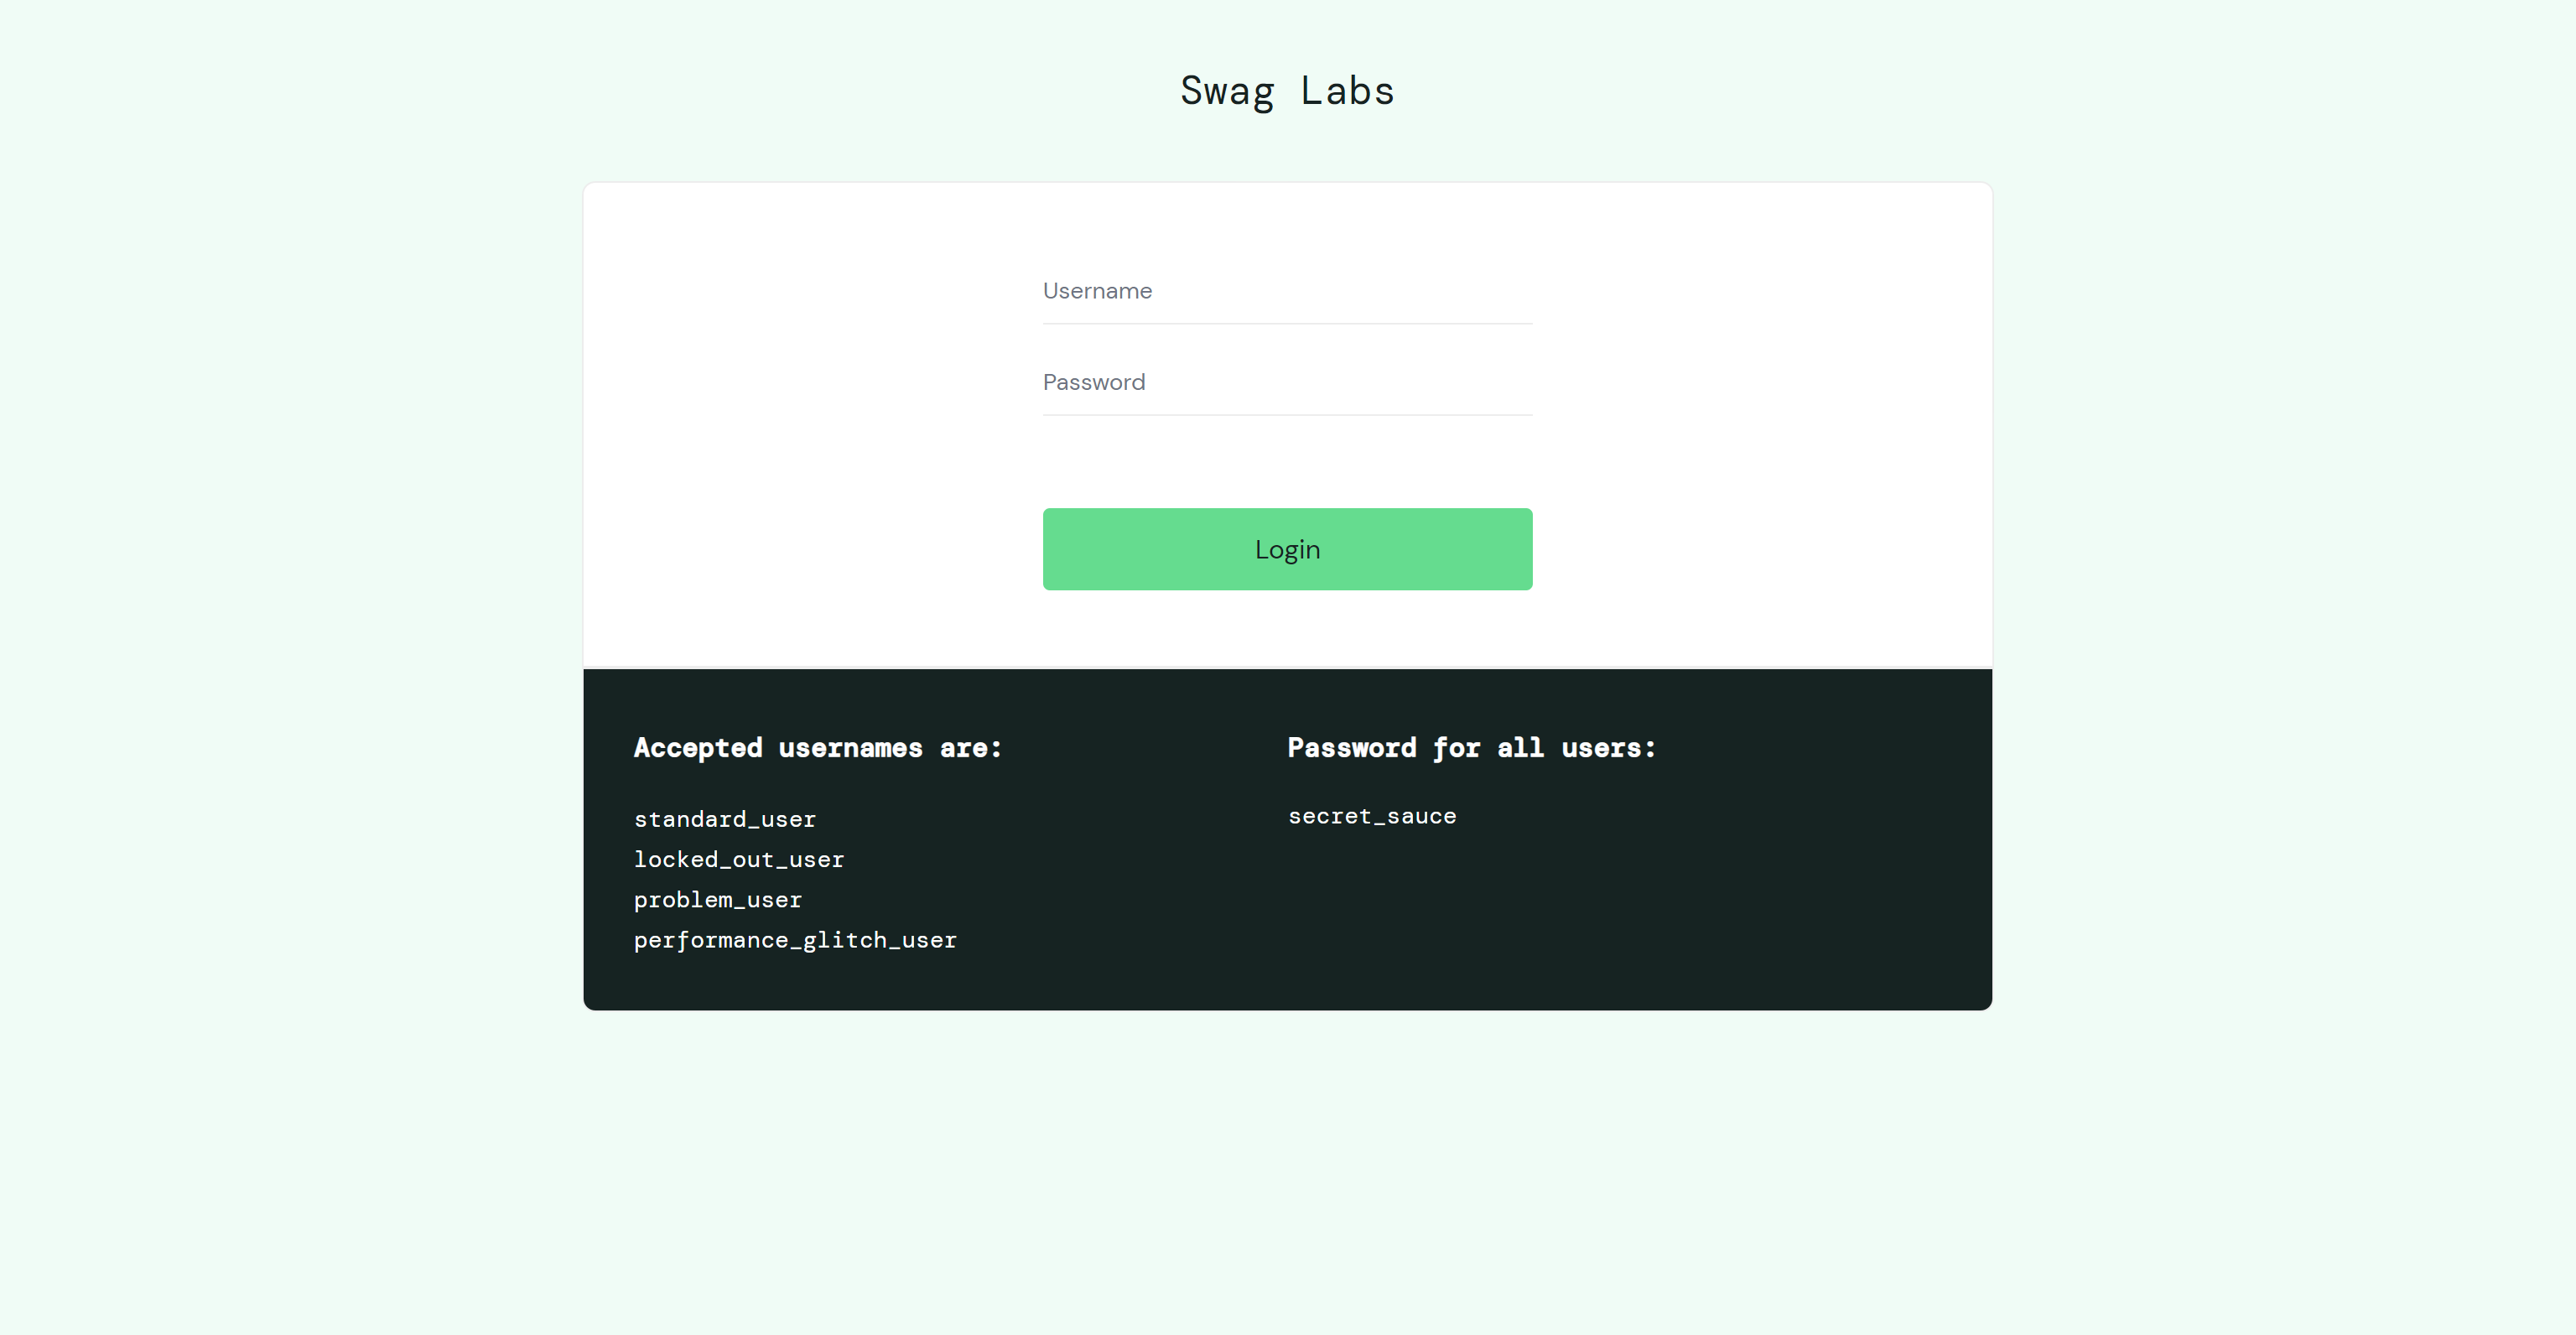 Swag Labs
Username
Password
Login
Accepted usernames are:
standard_user
locked_out_user
problem_user
performance_glitch_user
Password for all users:
secret_sauce